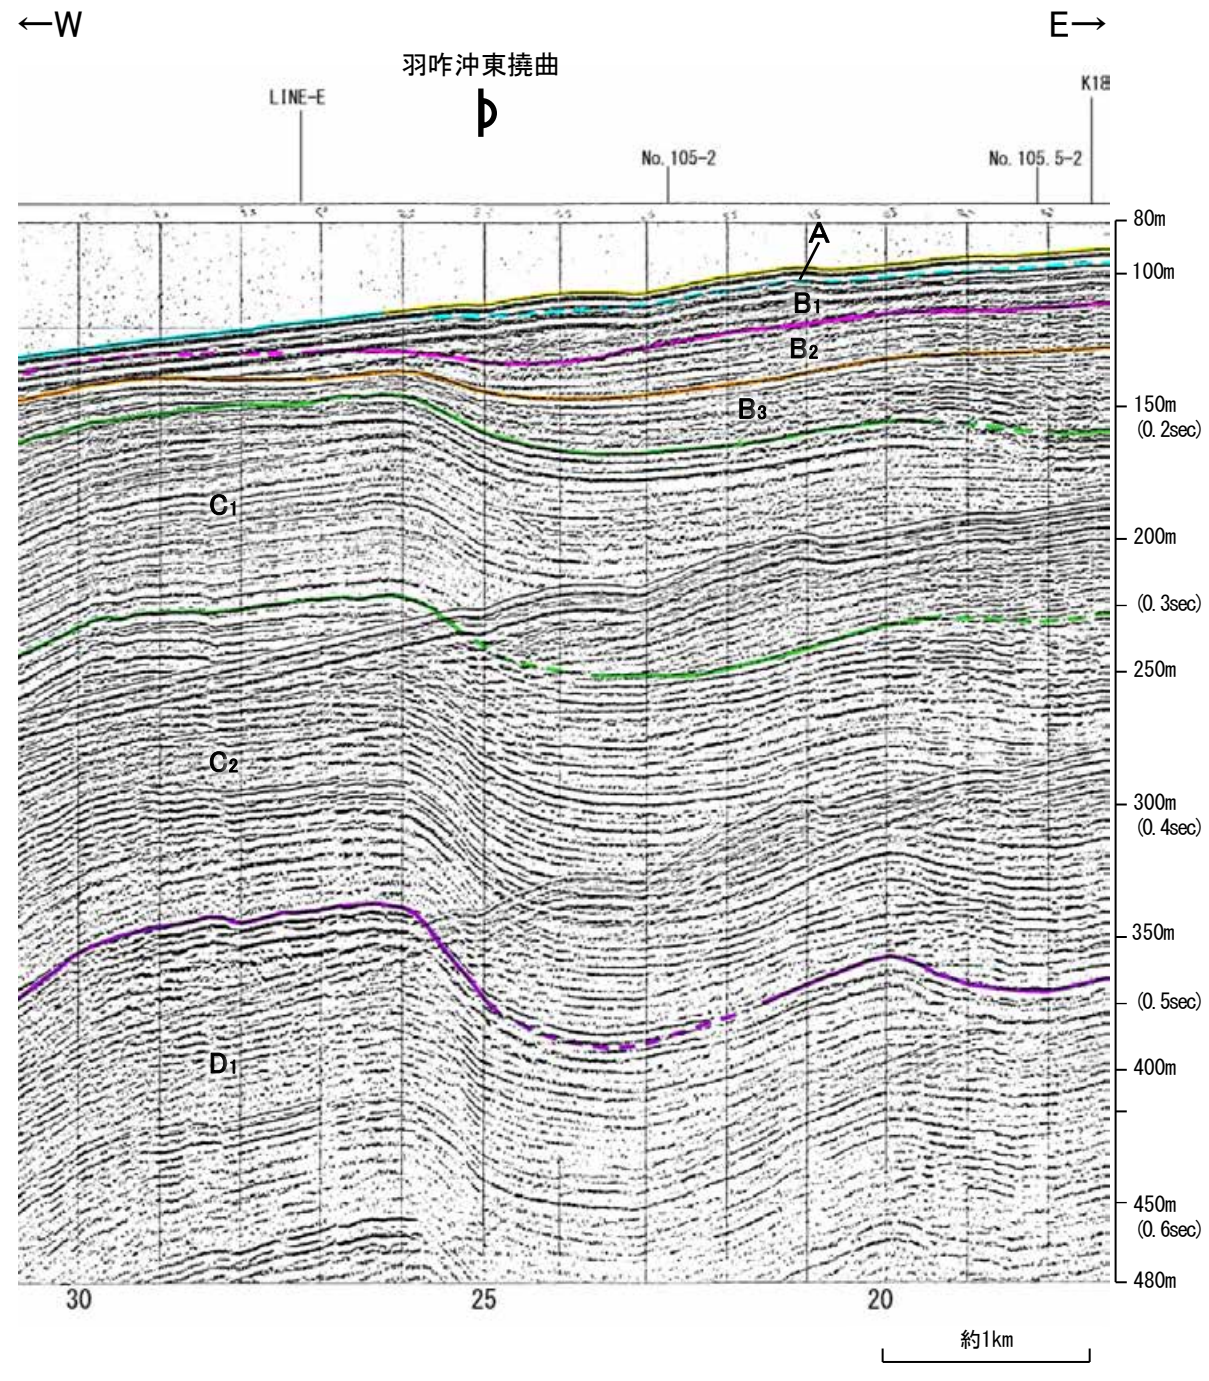 ←W
E→
羽咋沖東撓曲
LINE-E
K18
No. 105-2
No. 105.5-2
80m
A
100m
B1
B2
150m
B3
(0.2sec)
C1
200m
(0.3sec)
250m
C2
300m
(0.4sec)
350m
(0.5sec)
D1
400m
450m
(0.6sec)
480m
30
25
20
約1km